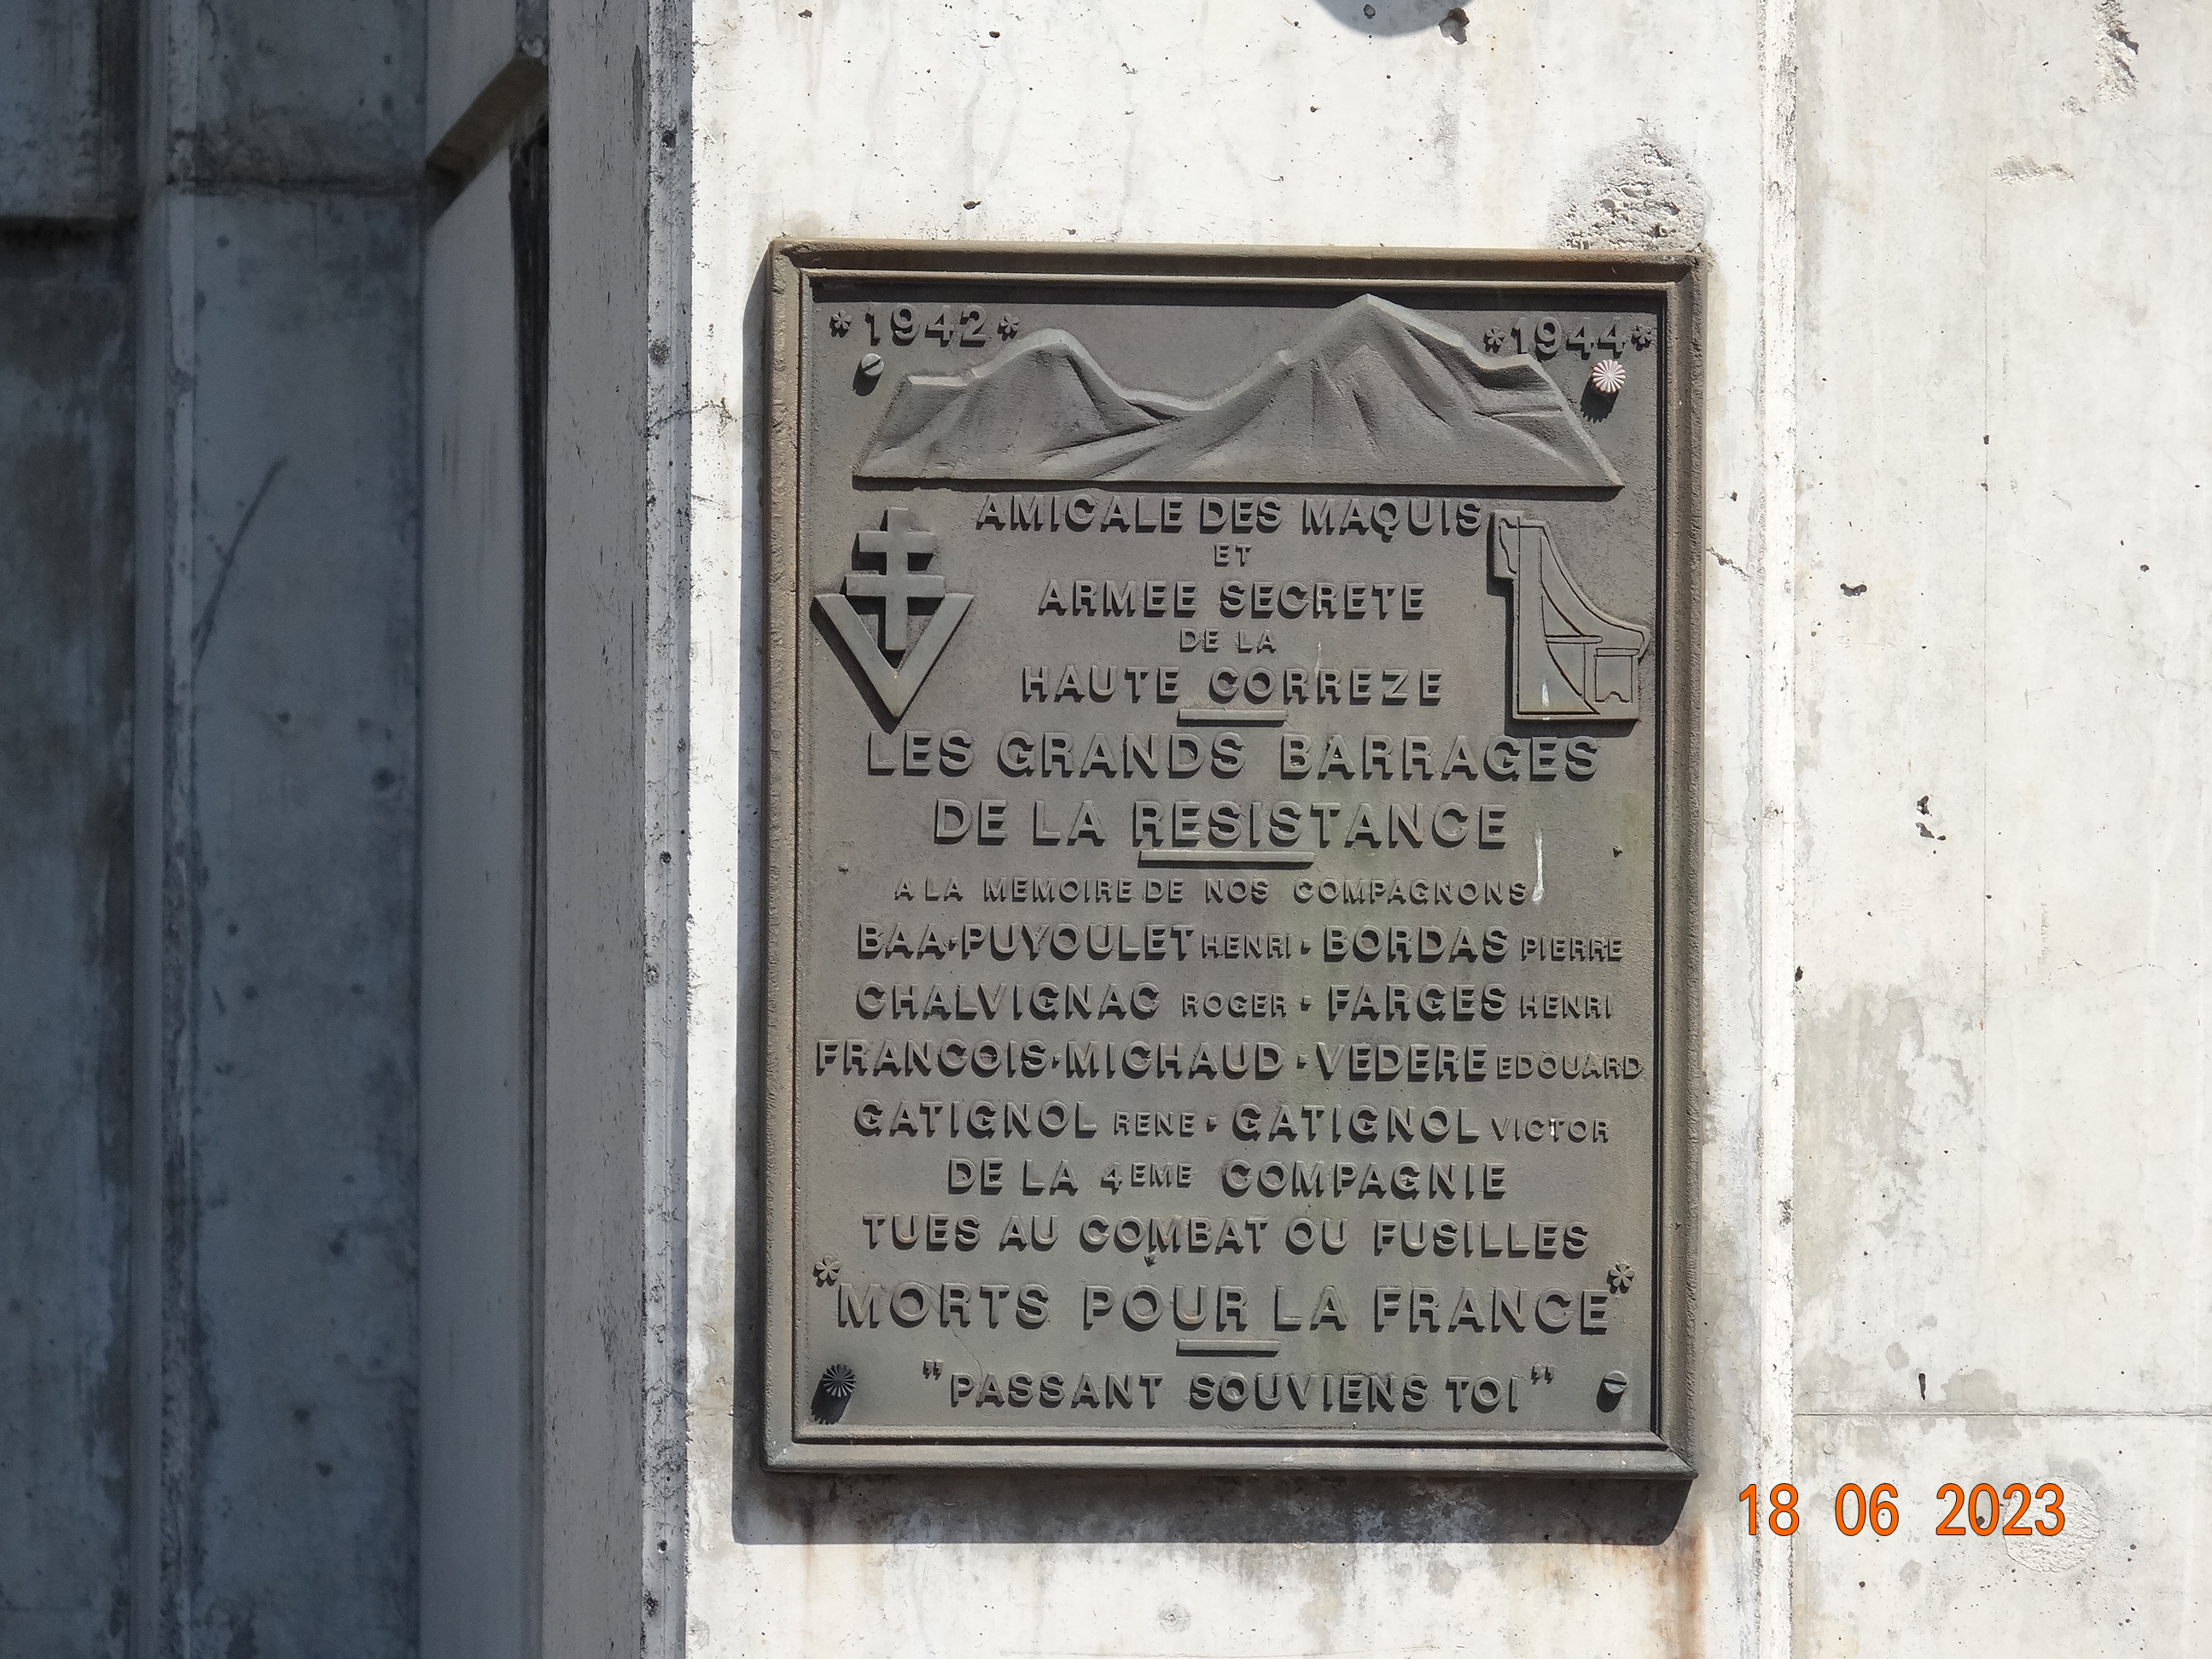 *1942* *1944*
AMICALE DES MAQUIS
ET
ARMEE SECRETE
DE LA
HAUTE CORREZE
LES GRANDS BARRAGES
DE LA RESISTANCE
A LA MEMOIRE DE NOS COMPAGNONS
BAA·PUYOULET HENRI · BORDAS PIERRE
CHALVIGNAC ROGER · FARGES HENRI
FRANCOIS·MICHAUD · VEDERE EDOUARD
GATIGNOL RENE · GATIGNOL VICTOR
DE LA 4EME COMPAGNIE
TUES AU COMBAT OU FUSILLES
*MORTS POUR LA FRANCE*
"PASSANT SOUVIENS TOI"
18 06 2023